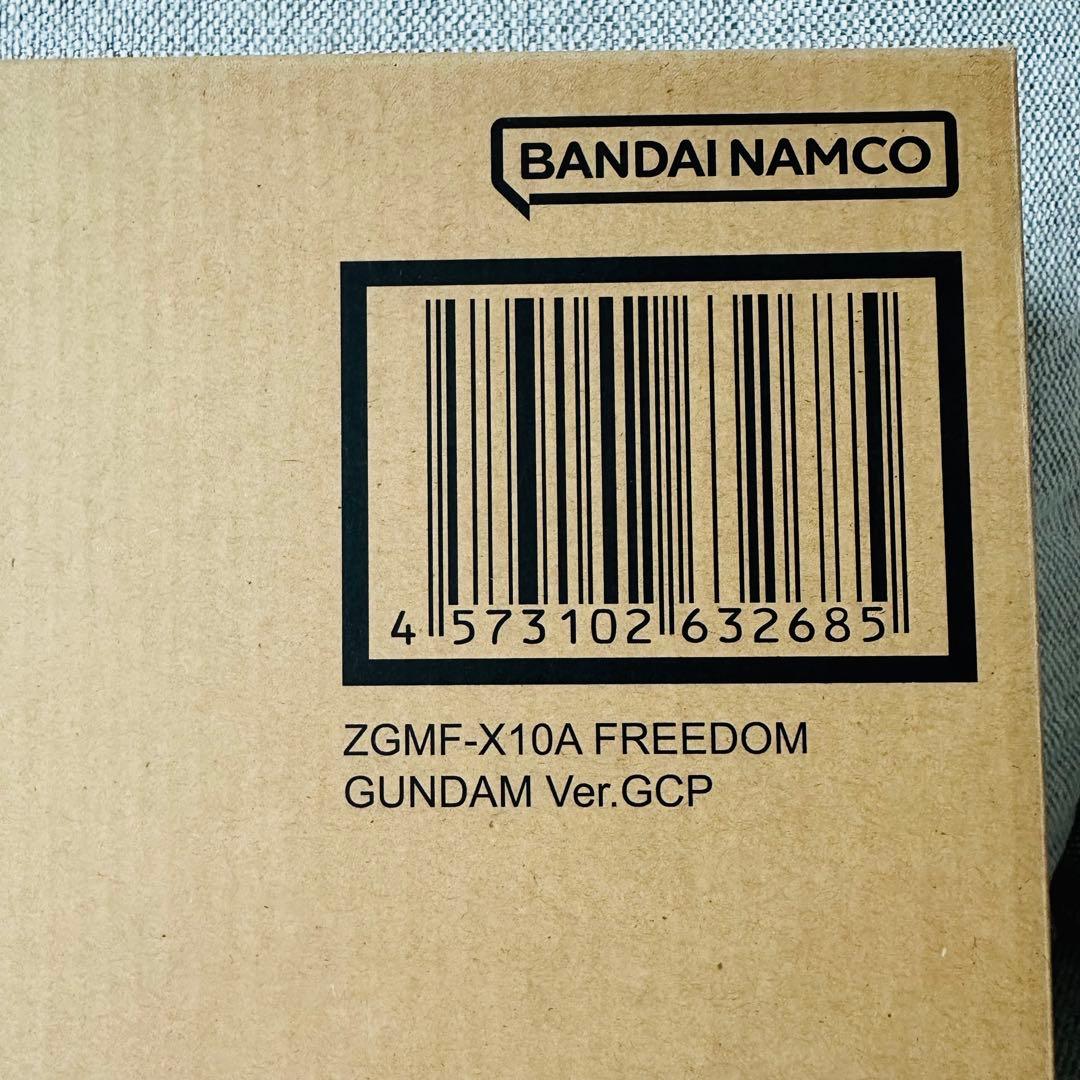 BANDAI NAMCO
4 573102 632685
ZGMF-X10A FREEDOM
GUNDAM Ver.GCP